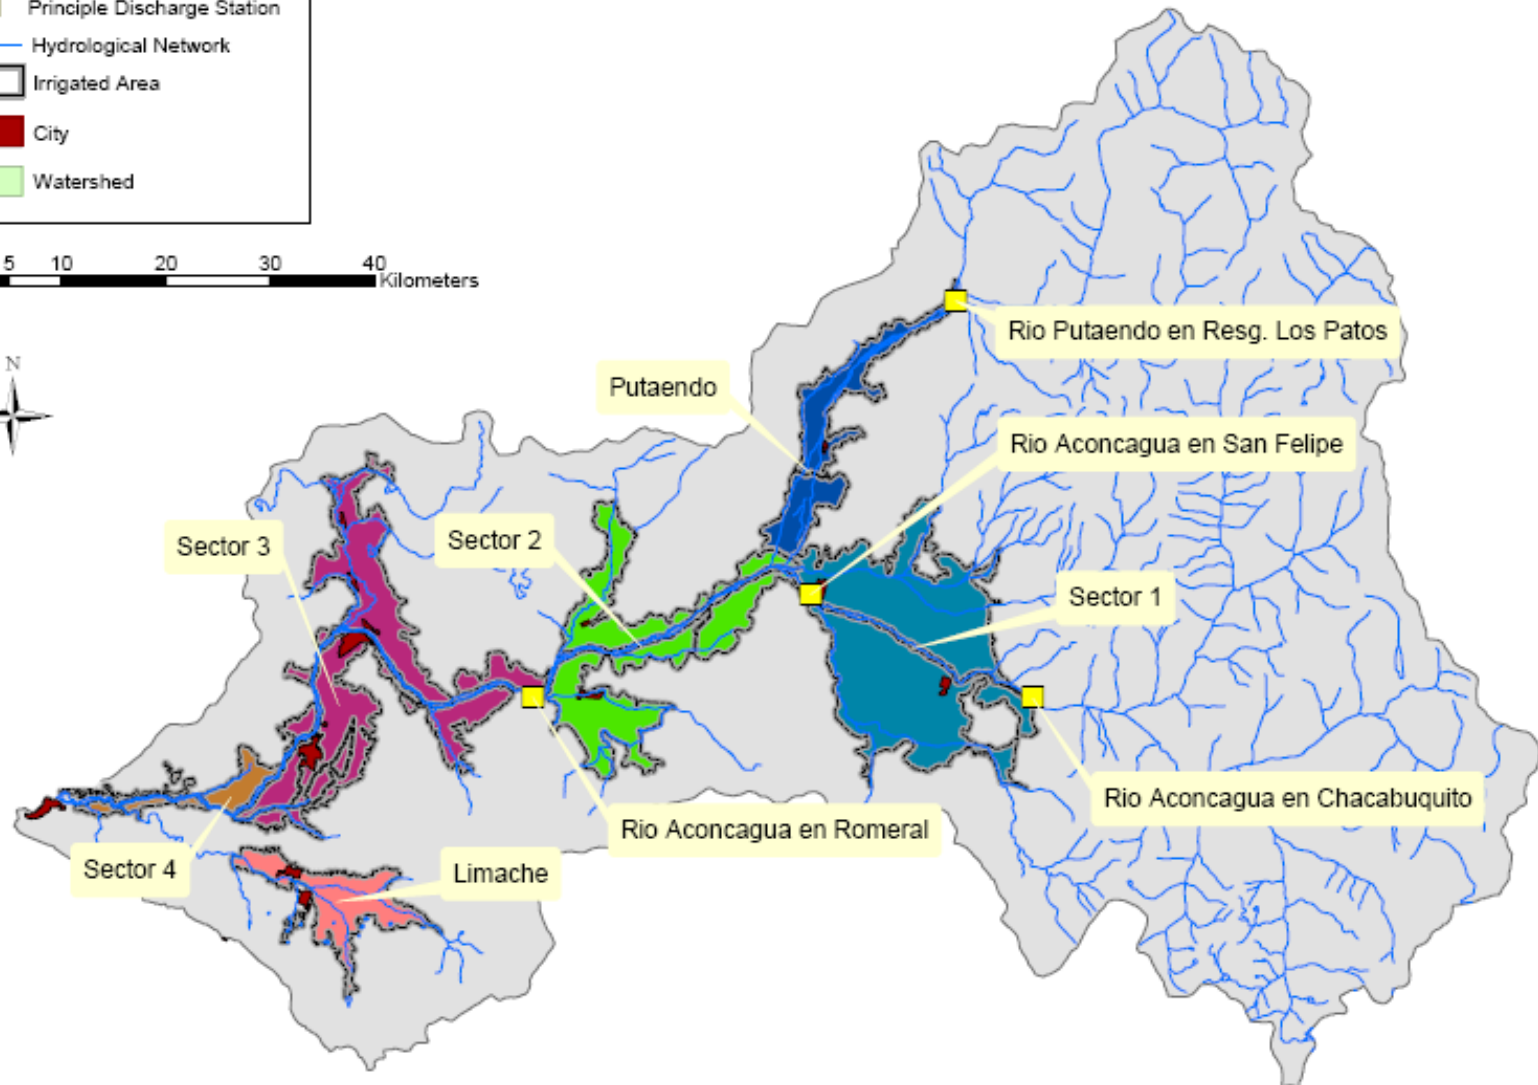 Principle Discharge Station
Hydrological Network
Irrigated Area
City
Watershed
5 10 20 30 40
Kilometers
N
Rio Putaendo en Resg. Los Patos
Putaendo
Rio Aconcagua en San Felipe
Sector 3
Sector 2
Sector 1
Rio Aconcagua en Chacabuquito
Rio Aconcagua en Romeral
Sector 4
Limache